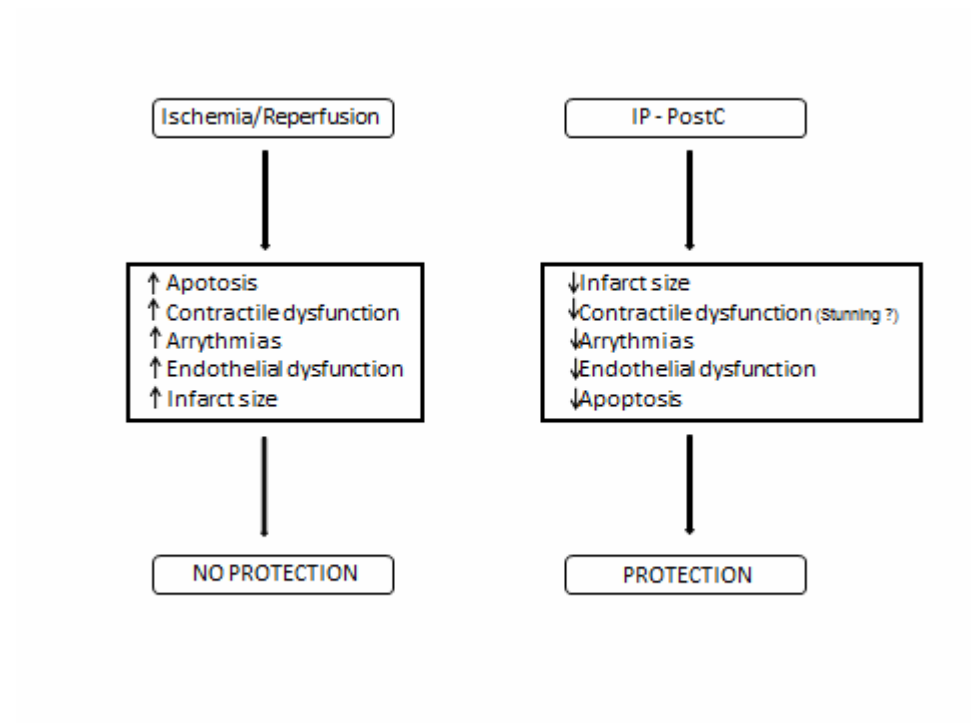 Ischemia/Reperfusion
↑ Apotosis
↑ Contractile dysfunction
↑ Arrythmias
↑ Endothelial dysfunction
↑ Infarct size
NO PROTECTION
IP - PostC
↓Infarct size
↓Contractile dysfunction (Stunning ?)
↓Arrythmias
↓Endothelial dysfunction
↓Apoptosis
PROTECTION